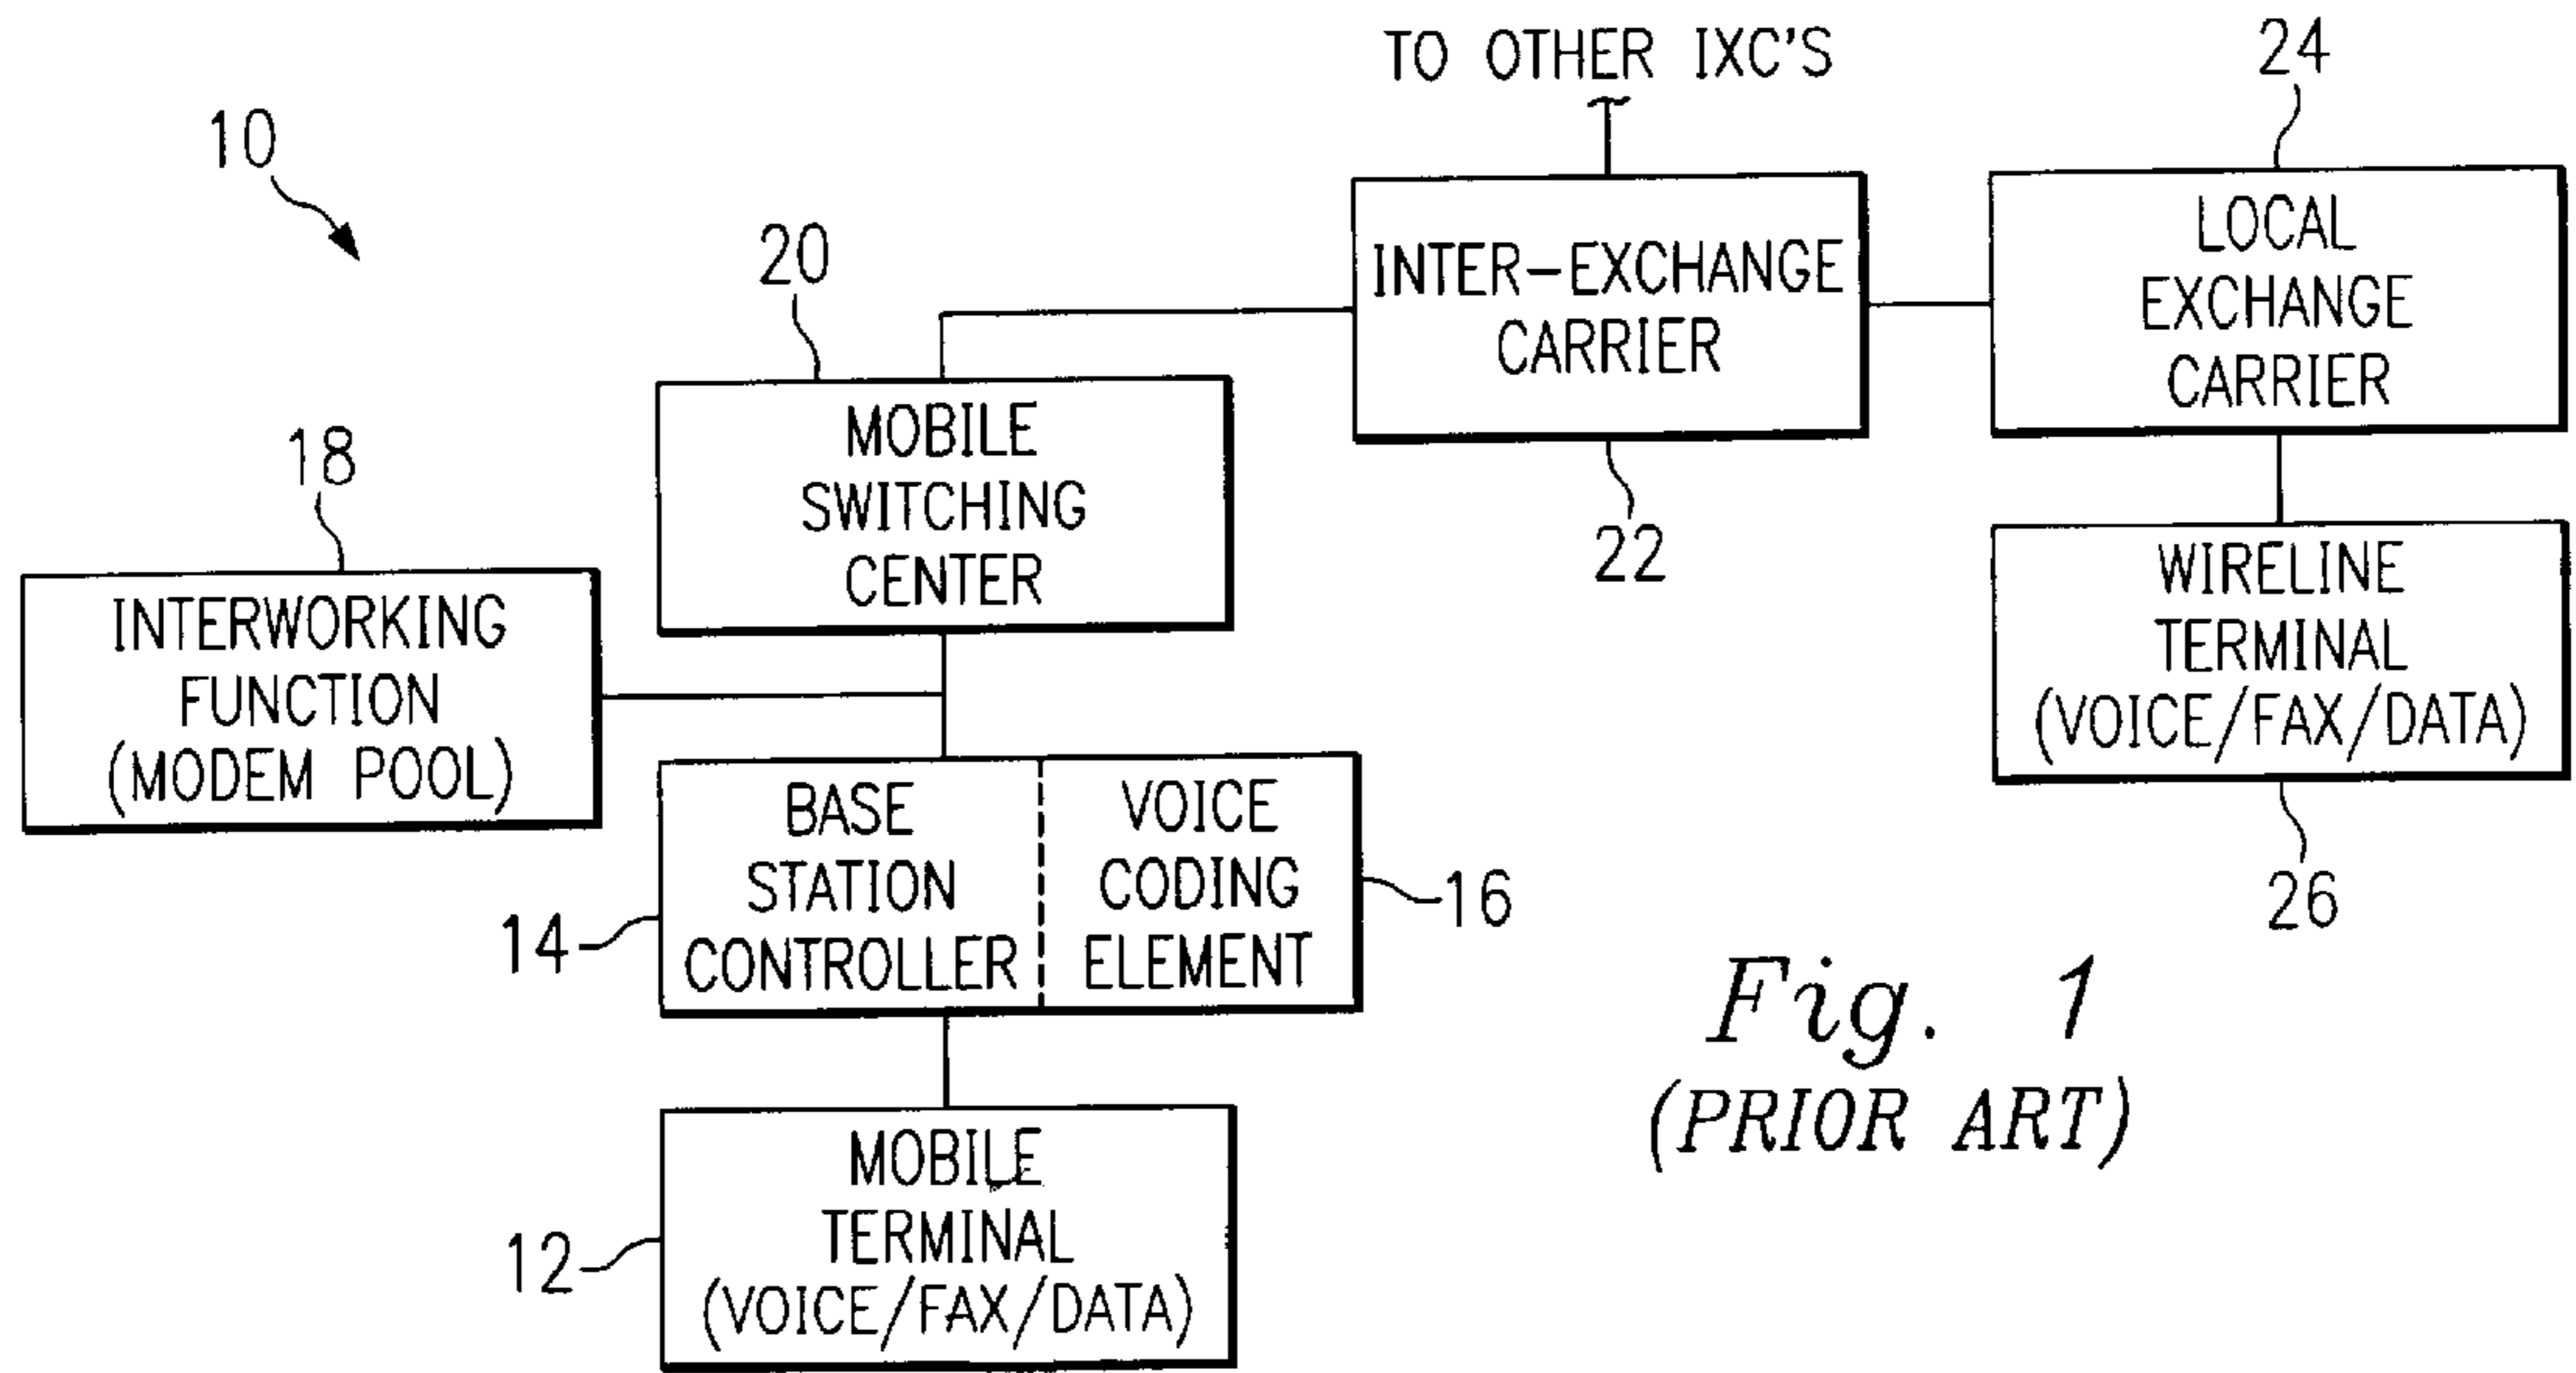 TO OTHER IXC'S
24
10
LOCAL
EXCHANGE
CARRIER
20
INTER-EXCHANGE
CARRIER
MOBILE
SWITCHING
CENTER
18
22
INTERWORKING
FUNCTION
(MODEM POOL)
WIRELINE
TERMINAL
(VOICE/FAX/DATA)
BASE
STATION
CONTROLLER
VOICE
CODING
ELEMENT
14
16
26
Fig. 1
(PRIOR ART)
MOBILE
TERMINAL
(VOICE/FAX/DATA)
12